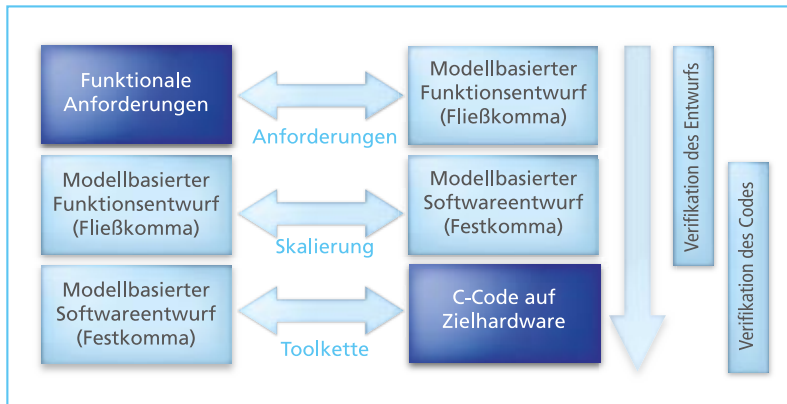 Funktionale
Anforderungen
Anforderungen
Modellbasierter
Funktionsentwurf
(Fließkomma)
Modellbasierter
Funktionsentwurf
(Fließkomma)
Skalierung
Modellbasierter
Softwareentwurf
(Festkomma)
Modellbasierter
Softwareentwurf
(Festkomma)
Toolkette
C-Code auf
Zielhardware
Verifikation des Entwurfs
Verifikation des Codes